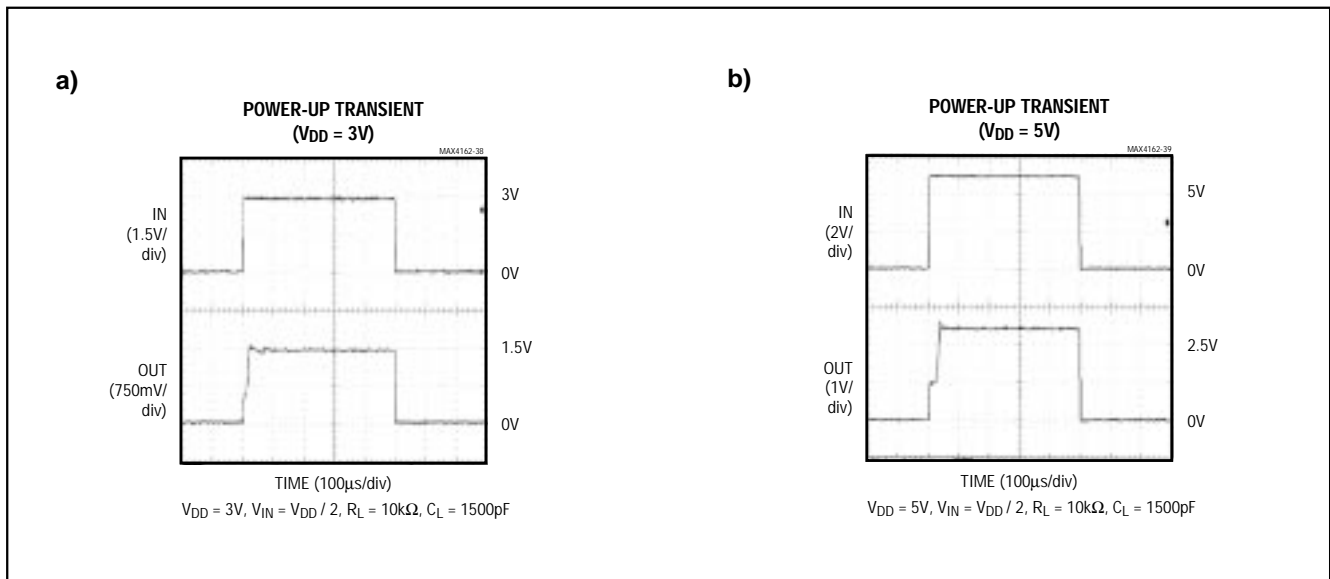 a)
POWER-UP TRANSIENT
(VDD = 3V)
MAX4162-38
IN
(1.5V/
div)
3V
0V
OUT
(750mV/
div)
1.5V
0V
TIME (100µs/div)
VDD = 3V, VIN = VDD / 2, RL = 10kΩ, CL = 1500pF
b)
POWER-UP TRANSIENT
(VDD = 5V)
MAX4162-39
IN
(2V/
div)
5V
0V
OUT
(1V/
div)
2.5V
0V
TIME (100µs/div)
VDD = 5V, VIN = VDD / 2, RL = 10kΩ, CL = 1500pF